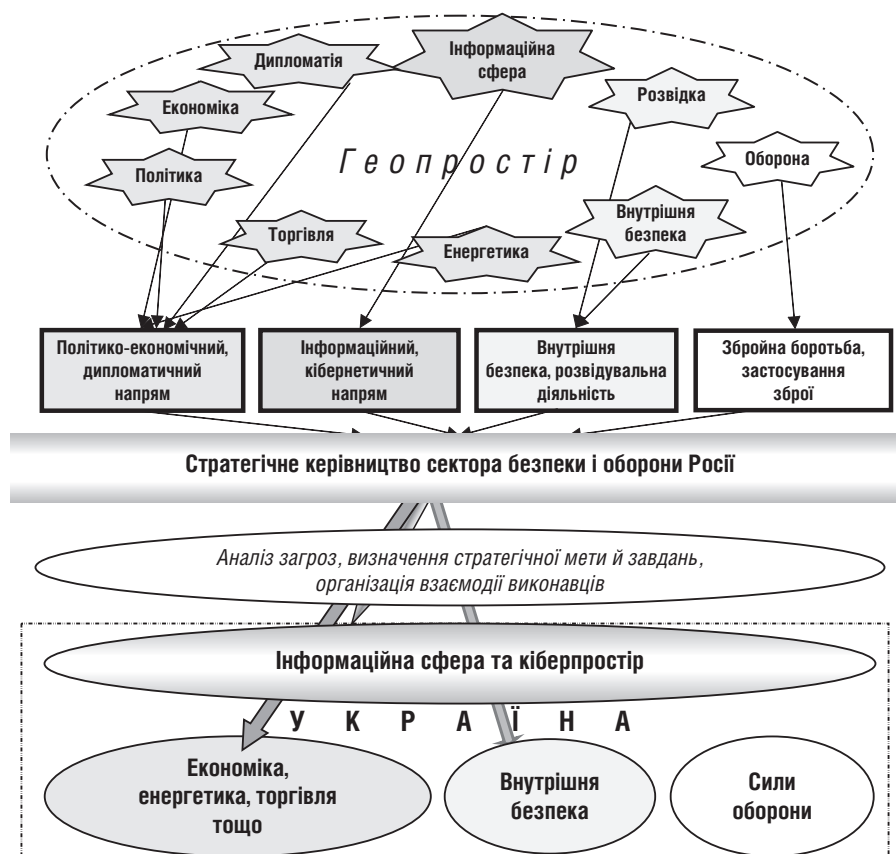 Дипломатія
Інформаційна
сфера
Економіка
Розвідка
Геопростір
Оборона
Політика
Внутрішня
безпека
Торгівля
Енергетика
Політико-економічний,
дипломатичний
напрям
Інформаційний,
кібернетичний
напрям
Внутрішня
безпека, розвідувальна
діяльність
Збройна боротьба,
застосування
зброї
Стратегічне керівництво сектора безпеки і оборони Росії
Аналіз загроз, визначення стратегічної мети й завдань,
організація взаємодії виконавців
Інформаційна сфера та кіберпростір
УКРАЇНА
Економіка,
енергетика, торгівля
тощо
Внутрішня
безпека
Сили
оборони